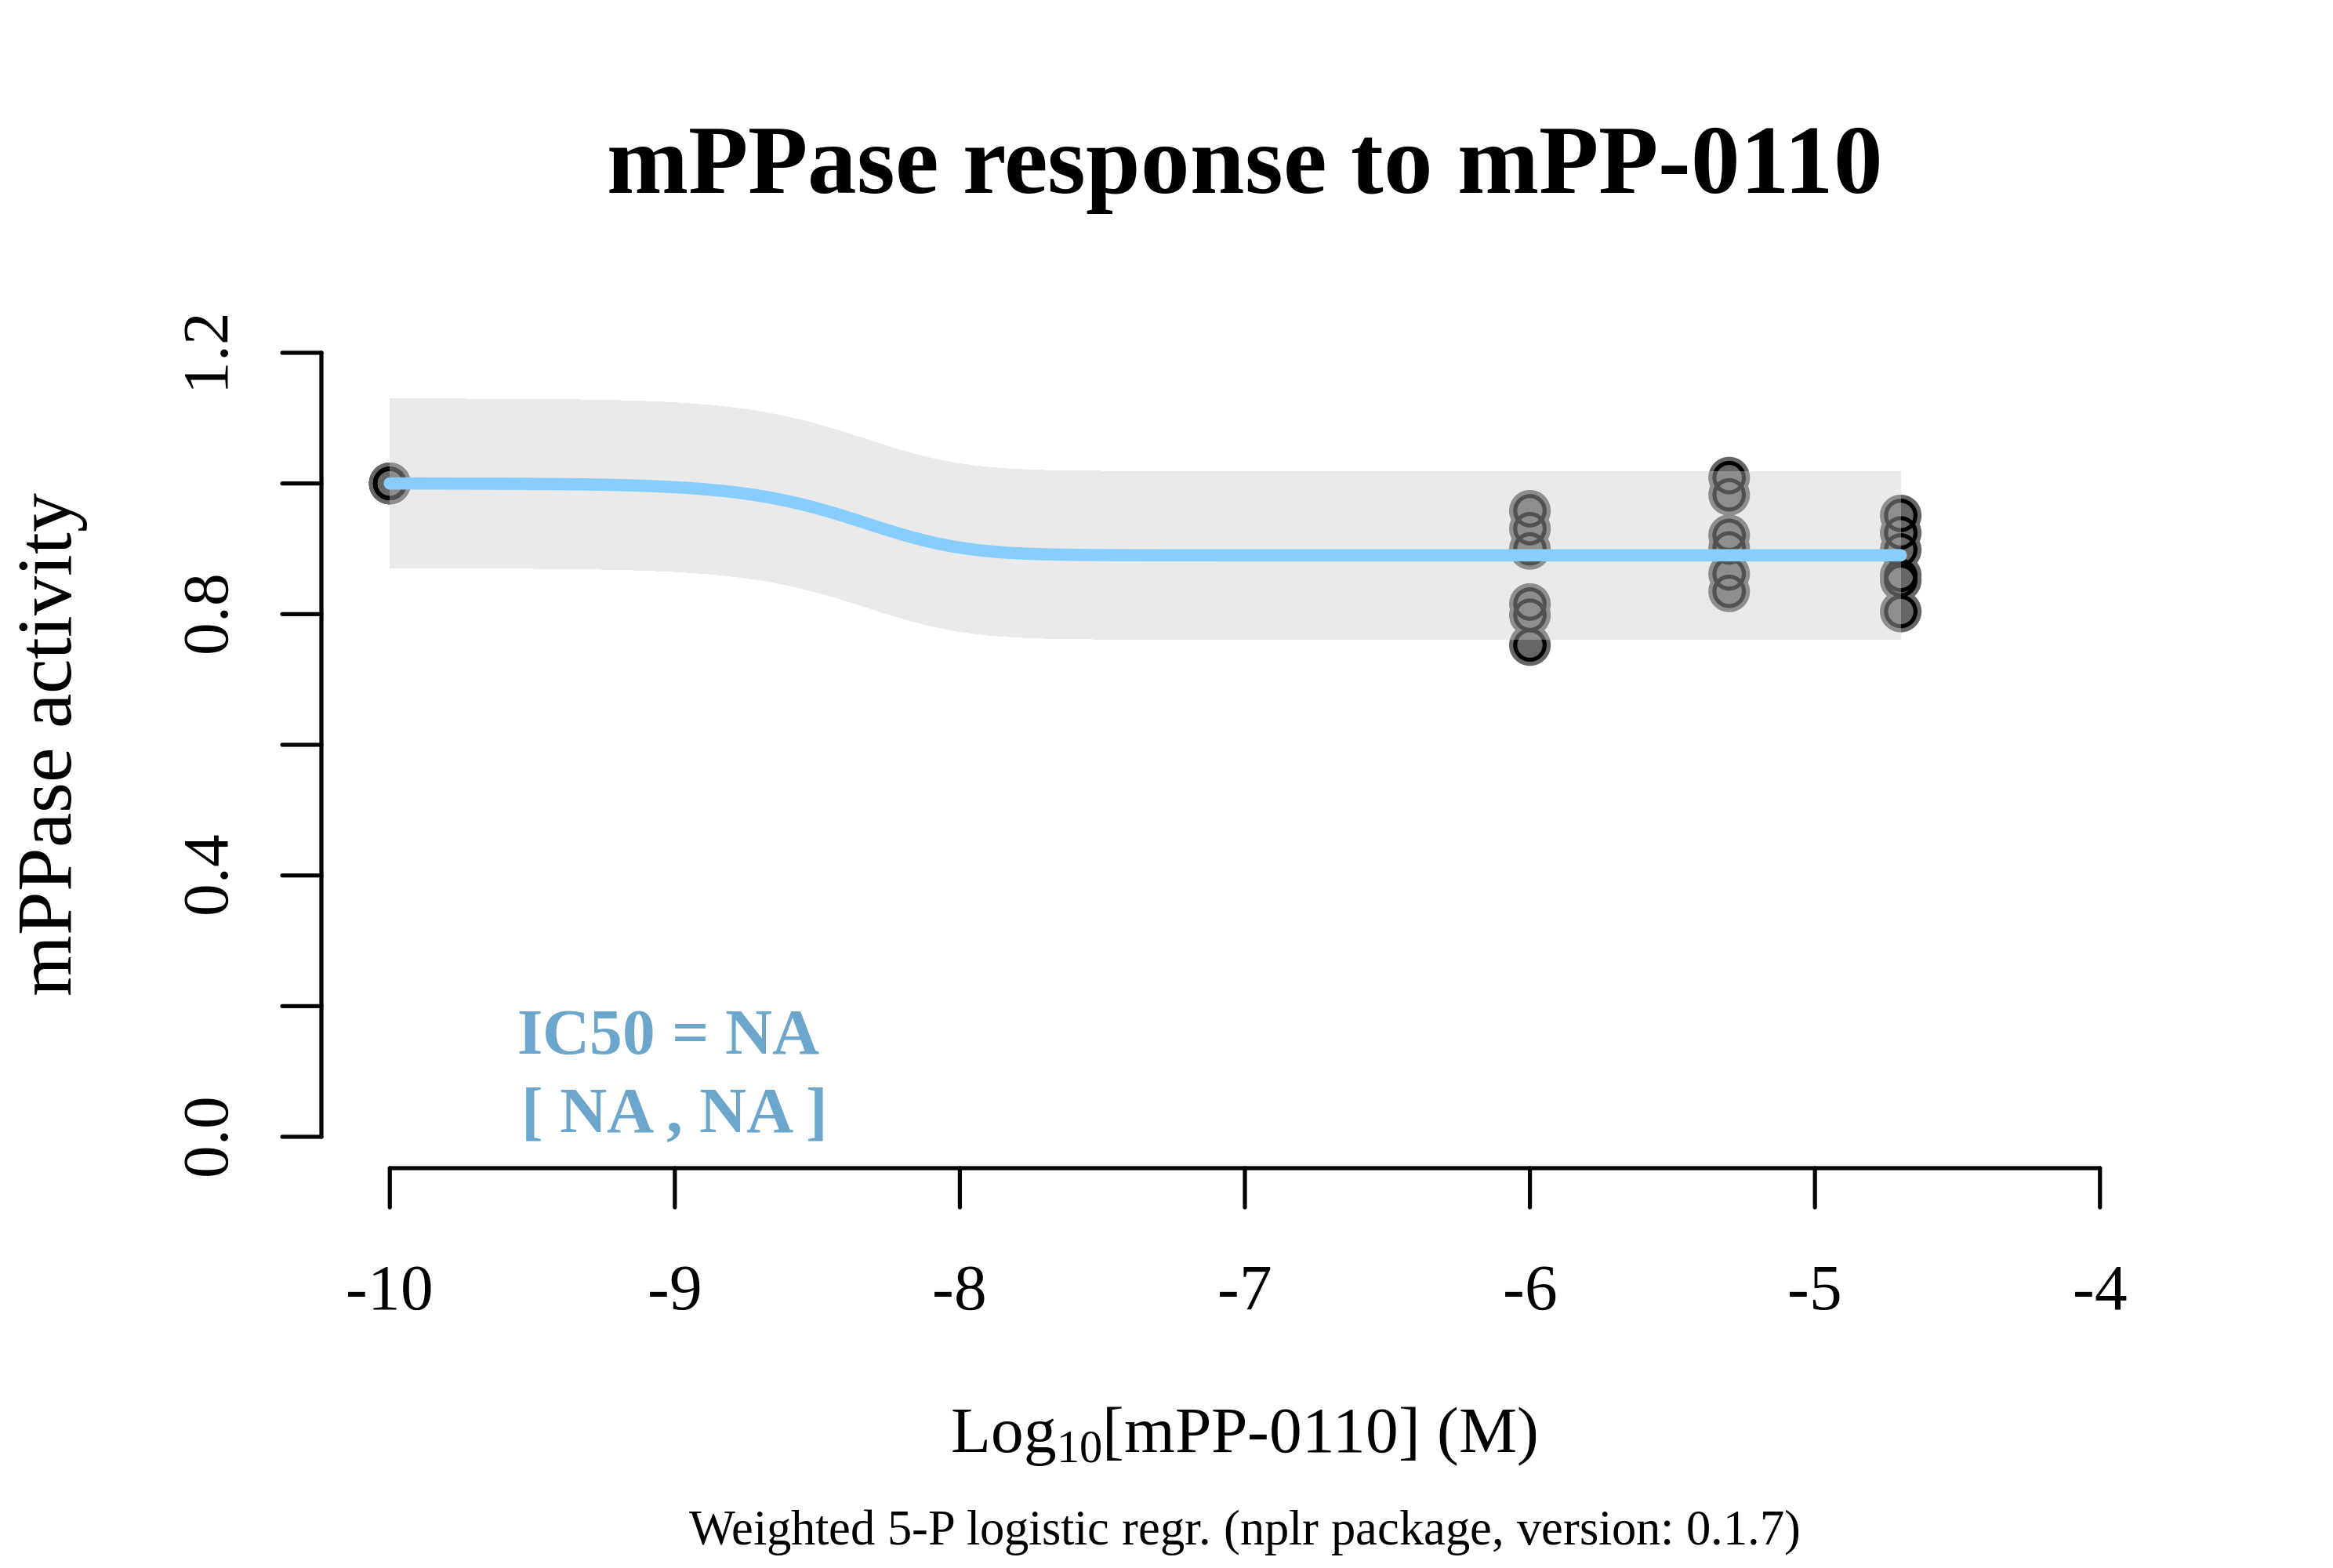 mPPase response to mPP-0110
mPPase activity
1.2
0.8
0.4
0.0
IC50 = NA
[ NA , NA ]
-10 -9 -8 -7 -6 -5 -4
Log10[mPP-0110] (M)
Weighted 5-P logistic regr. (nplr package, version: 0.1.7)